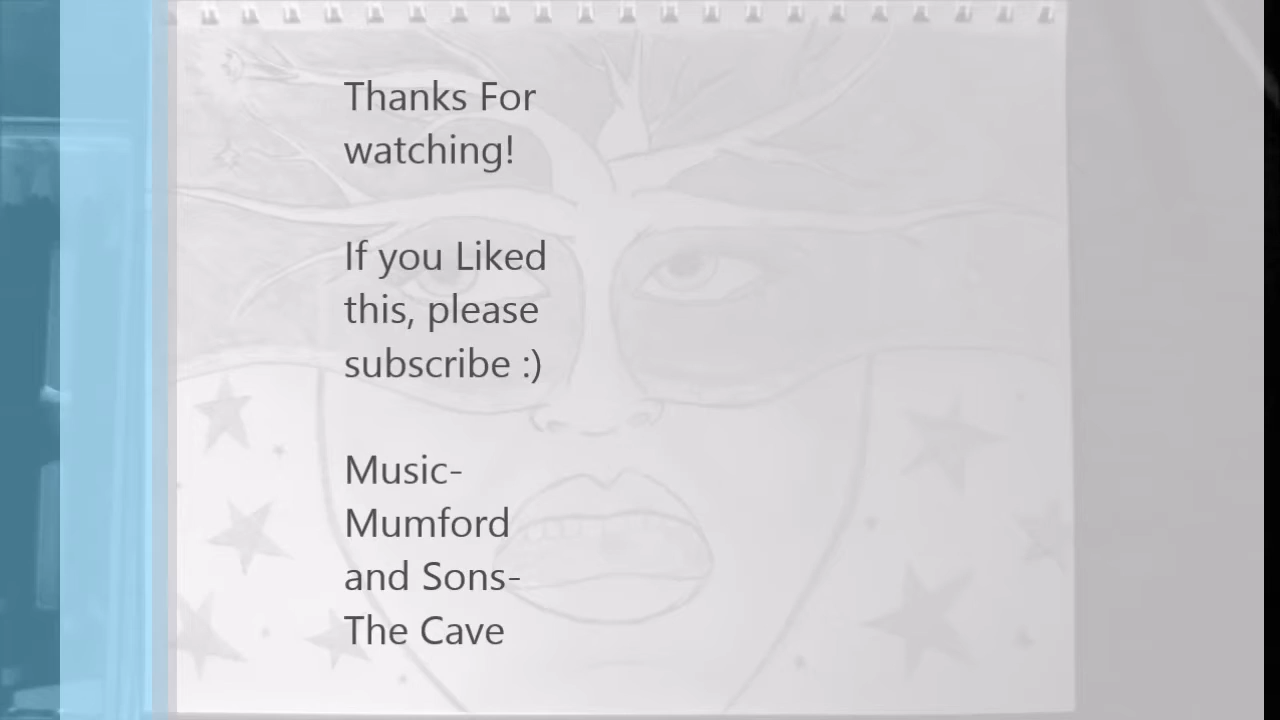 Thanks For
watching!
If you Liked
this, please
subscribe :)
Music-
Mumford
and Sons-
The Cave